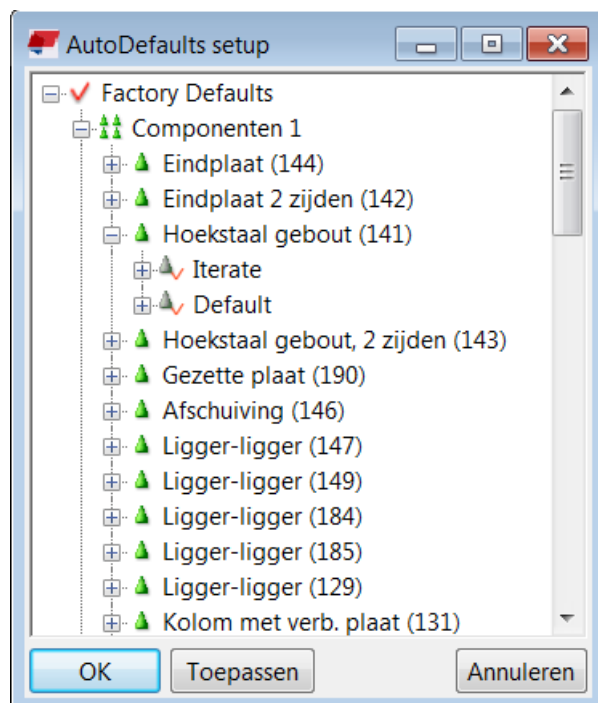 AutoDefaults setup
Factory Defaults
Componenten 1
Eindplaat (144)
Eindplaat 2 zijden (142)
Hoekstaal gebout (141)
Iterate
Default
Hoekstaal gebout, 2 zijden (143)
Gezette plaat (190)
Afschuiving (146)
Ligger-ligger (147)
Ligger-ligger (149)
Ligger-ligger (184)
Ligger-ligger (185)
Ligger-ligger (129)
Kolom met verb. plaat (131)
OK Toepassen Annuleren